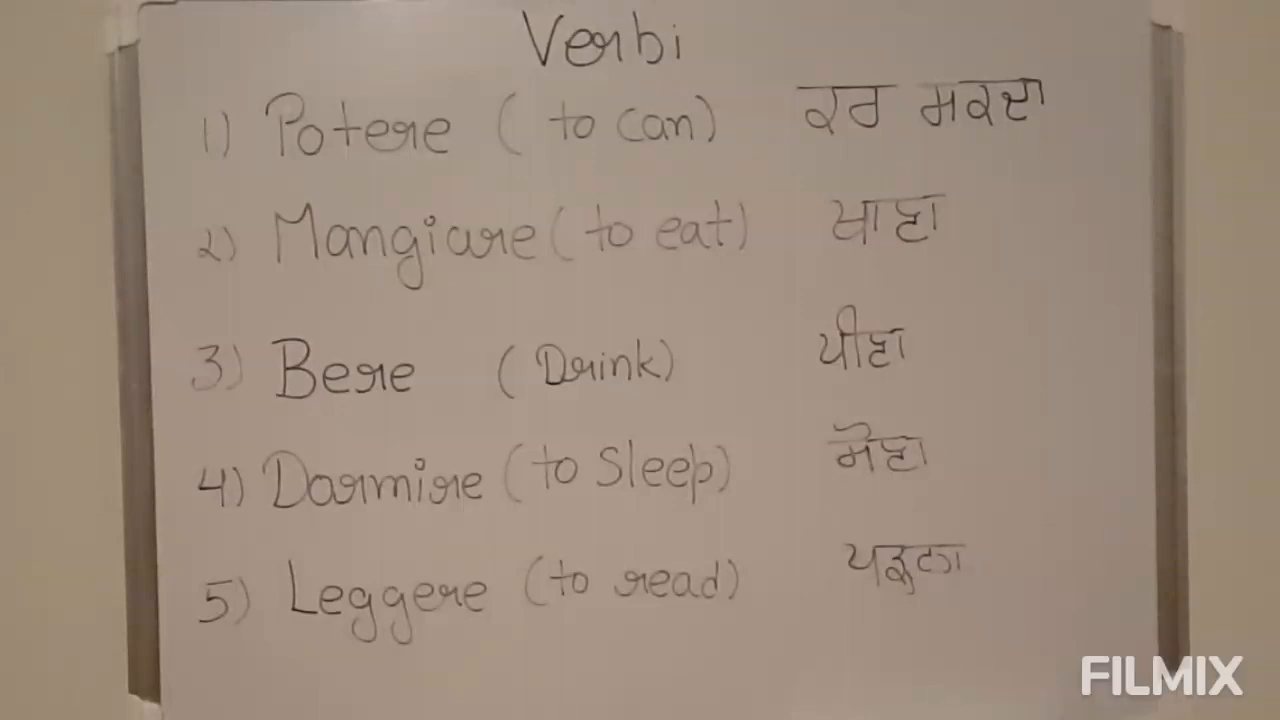 Verbi
1) Potere ( to can) ਕਰ ਸਕਦਾ
2) Mangiare (to eat) ਖਾਣਾ
3) Bere ( Drink) ਪੀਣਾ
4) Dormire (to Sleep) ਸੌਣਾ
5) Leggere (to read) ਪੜ੍ਹਨਾ
FILMIX